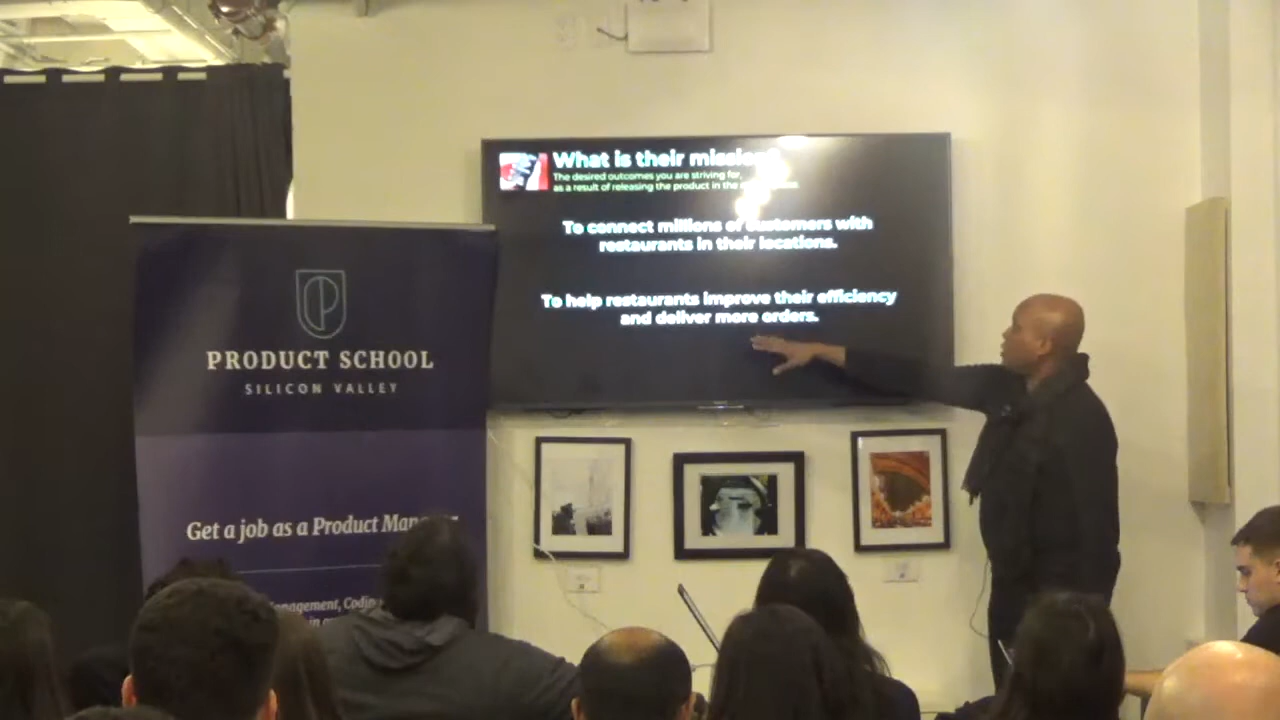 What is their mission?
The desired outcomes you are striving for,
as a result of releasing the product in the
To connect millions of customers with
restaurants in their locations.
To help restaurants improve their efficiency
and deliver more orders.
PRODUCT SCHOOL
SILICON VALLEY
Get a job as a Product
Codin